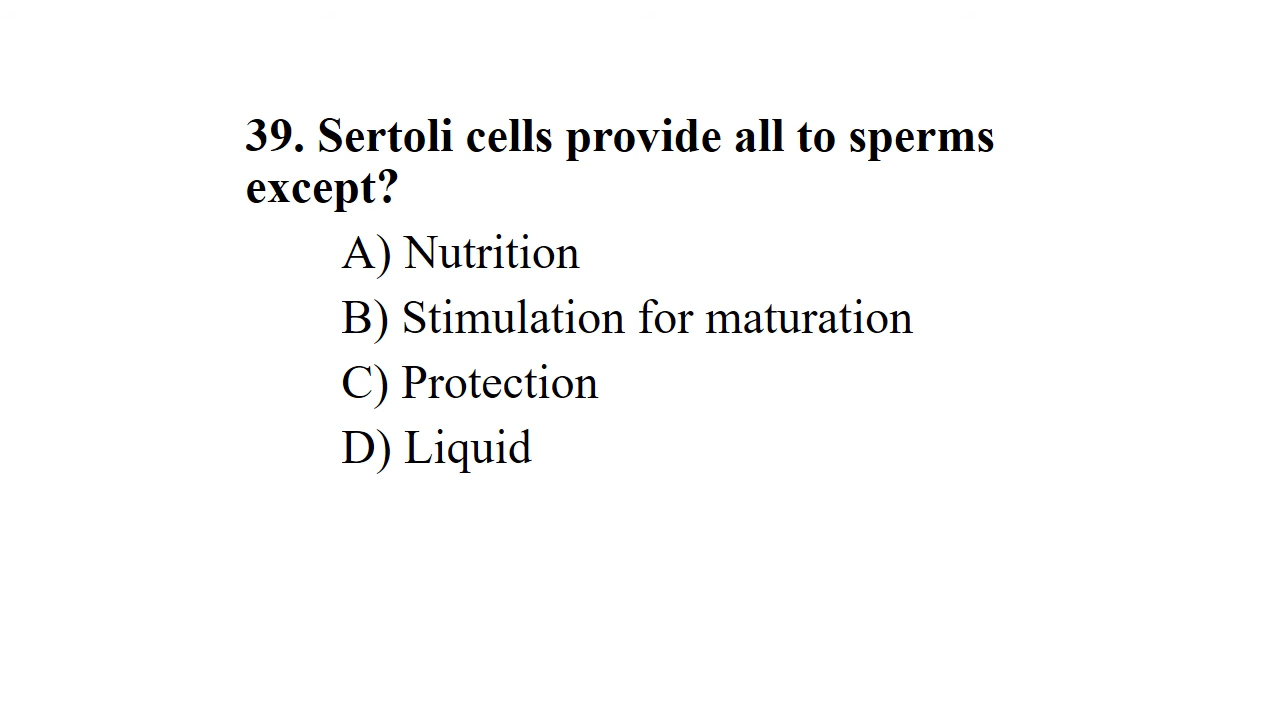 39. Sertoli cells provide all to sperms
except?
A) Nutrition
B) Stimulation for maturation
C) Protection
D) Liquid